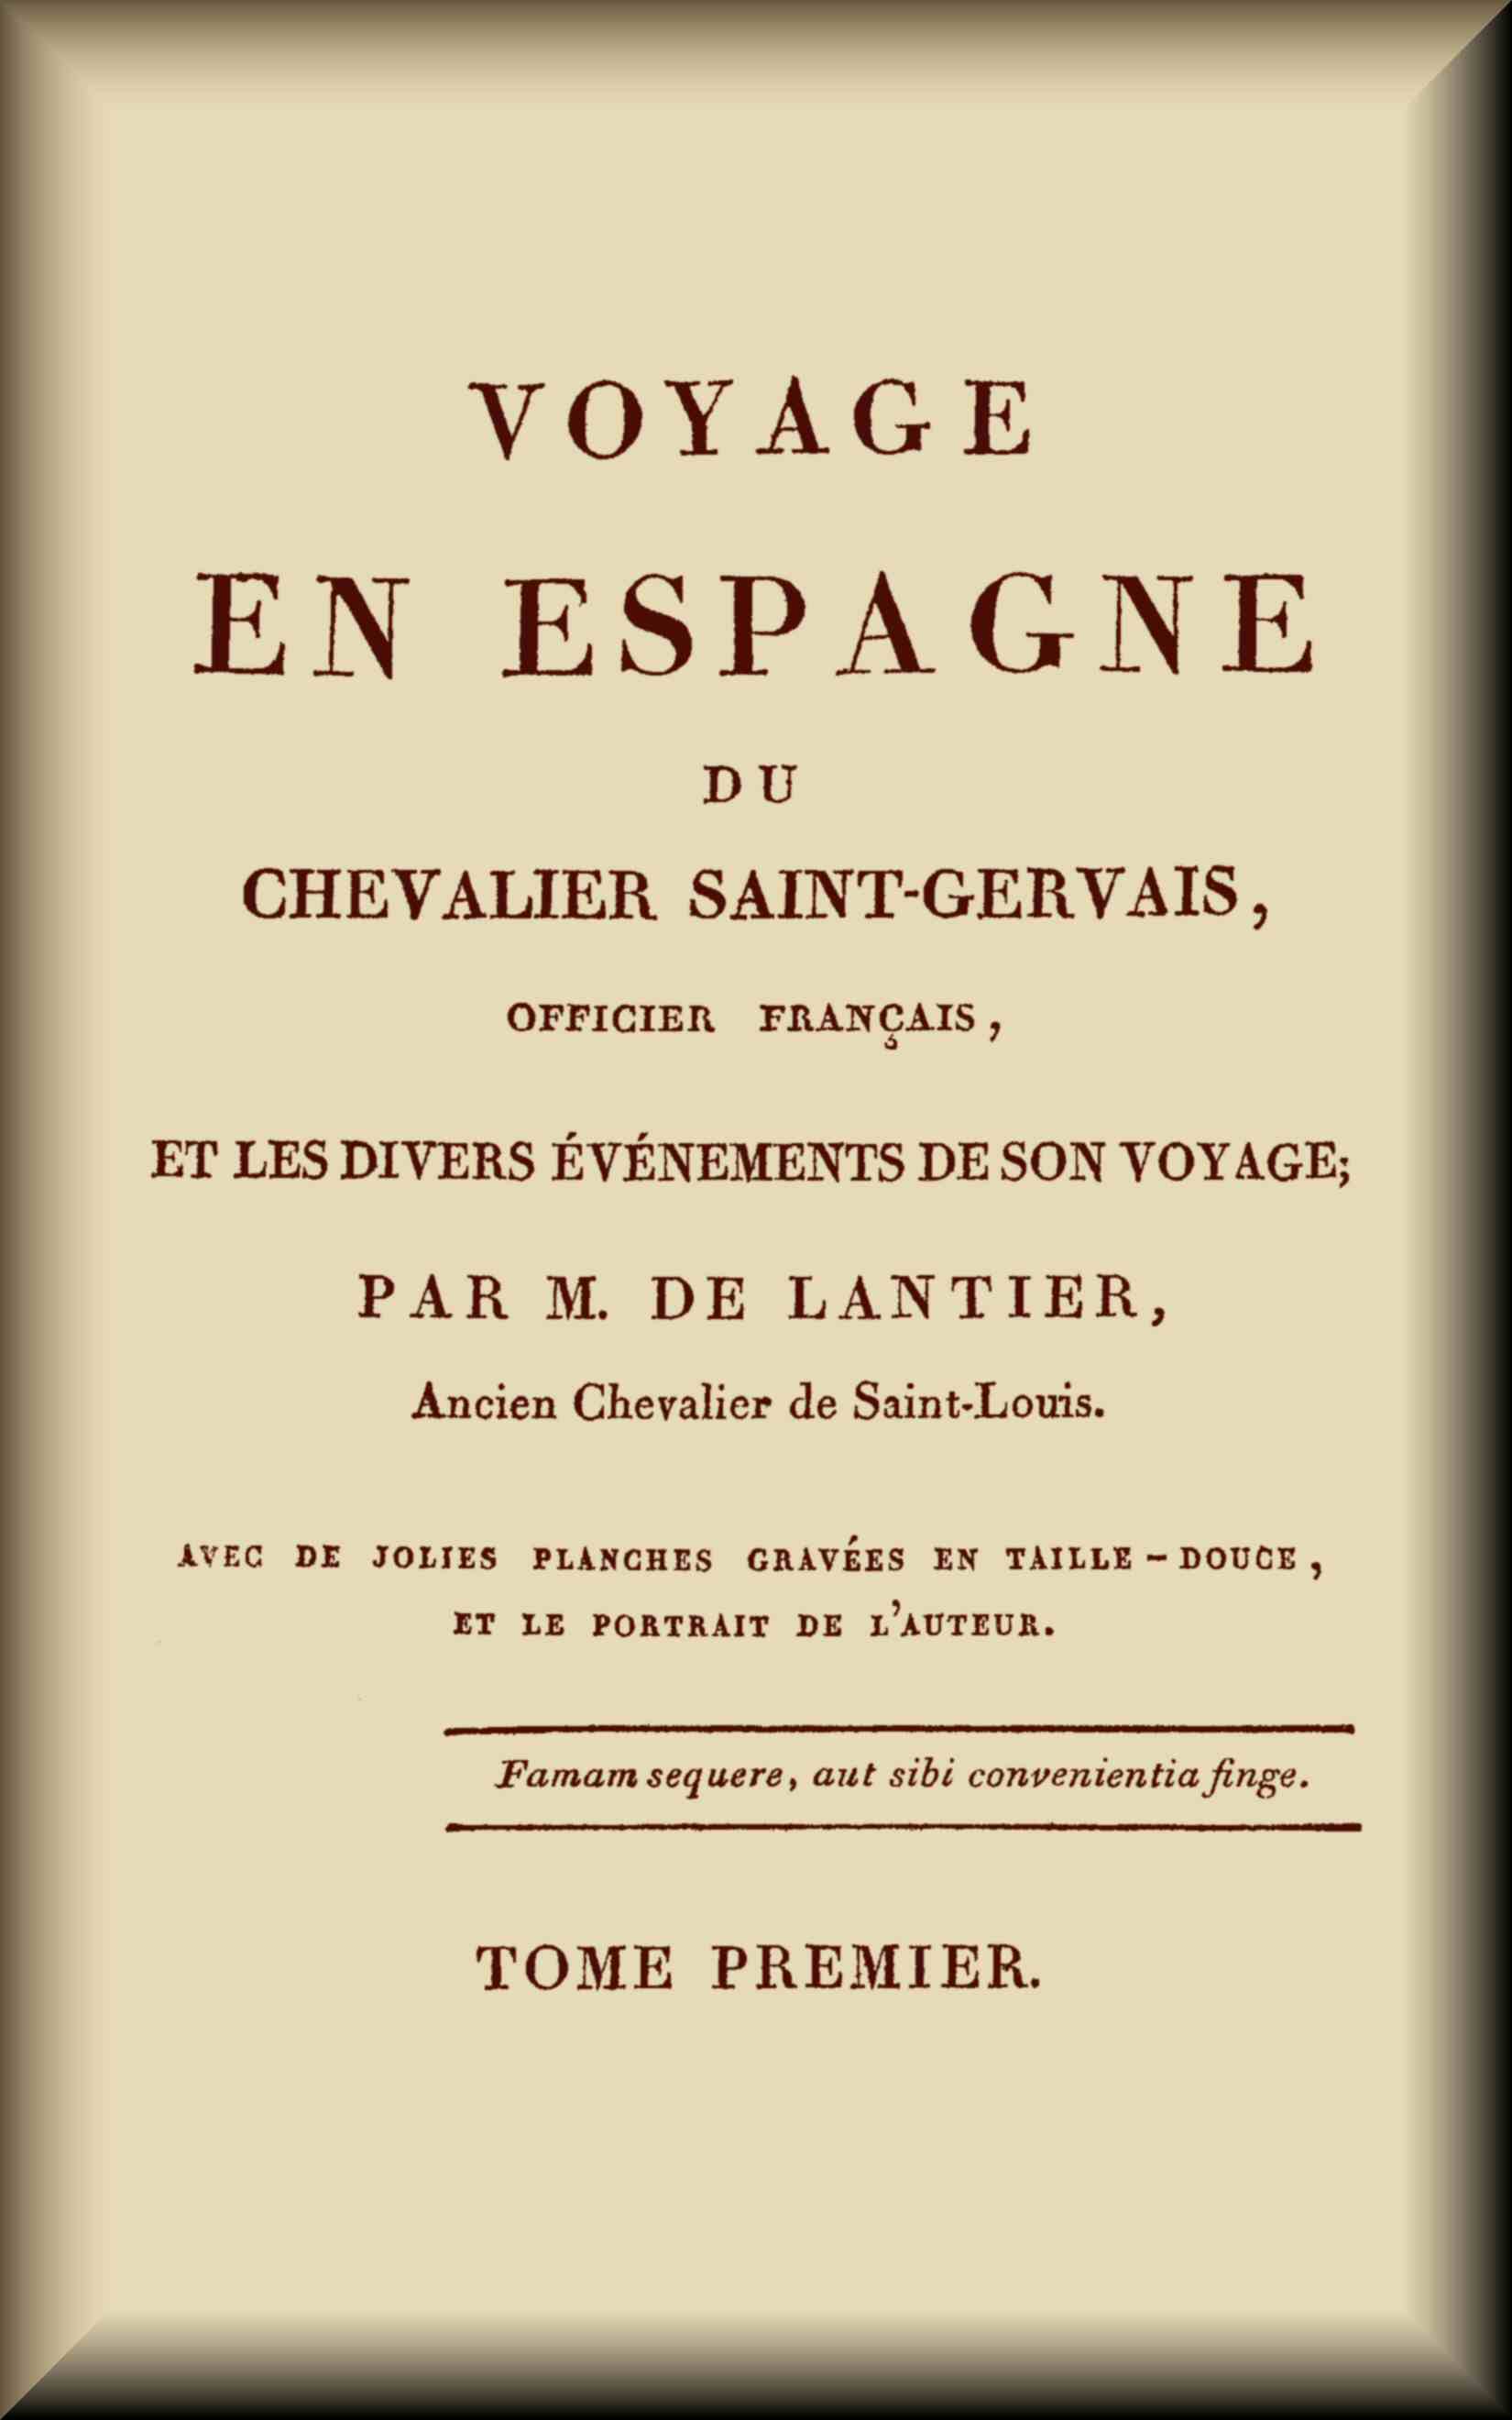 VOYAGE
EN ESPAGNE
DU
CHEVALIER SAINT-GERVAIS,
OFFICIER FRANÇAIS,
ET LES DIVERS ÉVÉNEMENTS DE SON VOYAGE;
PAR M. DE LANTIER,
Ancien Chevalier de Saint-Louis.
AVEC DE JOLIES PLANCHES GRAVÉES EN TAILLE-DOUCE,
ET LE PORTRAIT DE L'AUTEUR.
Famam sequere, aut sibi convenientia finge.
TOME PREMIER.